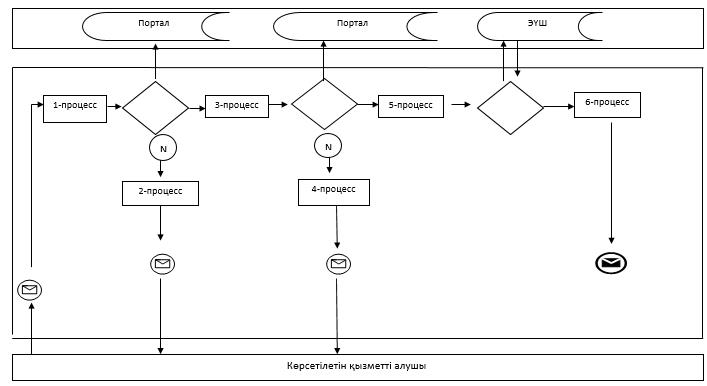 Портал
Портал
ЭҮШ
1-процесс
3-процесс
5-процесс
6-процесс
N
N
2-процесс
4-процесс
Көрсетілетін қызметті алушы